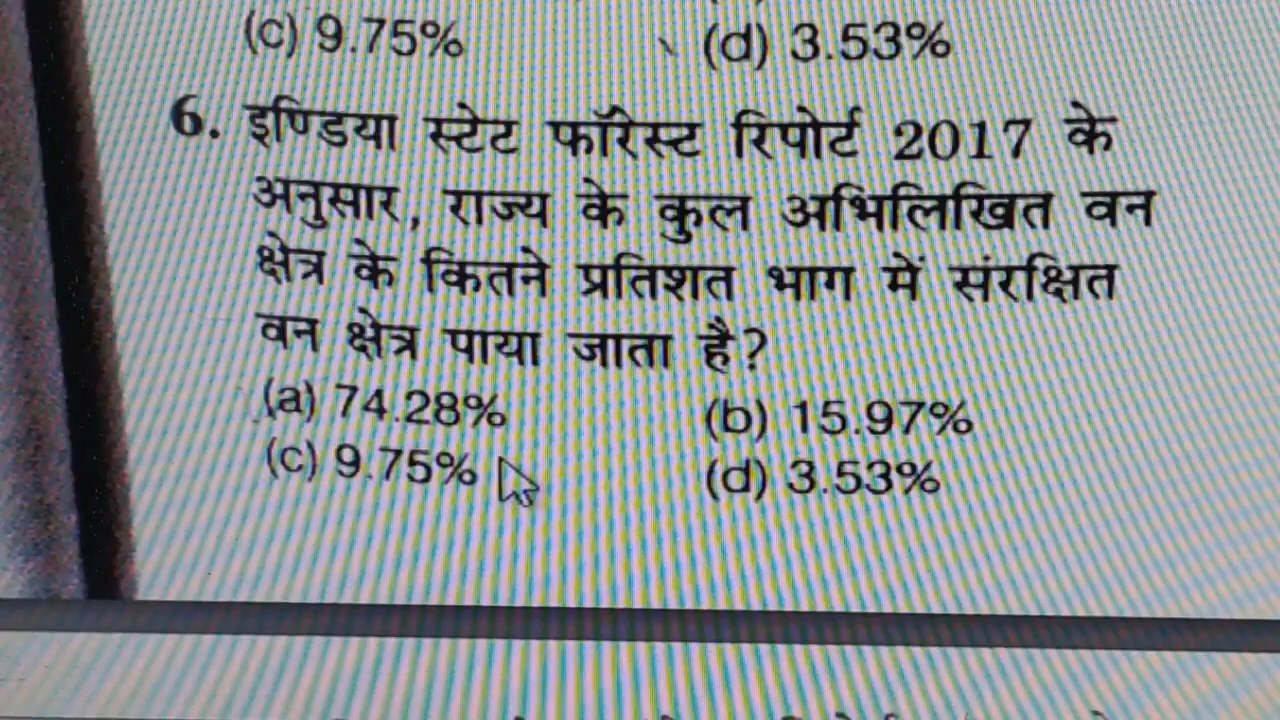 (c) 9.75% (d) 3.53%
6. इण्डिया स्टेट फॉरेस्ट रिपोर्ट 2017 के
अनुसार, राज्य के कुल अभिलिखित वन
क्षेत्र के कितने प्रतिशत भाग में संरक्षित
वन क्षेत्र पाया जाता है?
(a) 74.28% (b) 15.97%
(c) 9.75% (d) 3.53%